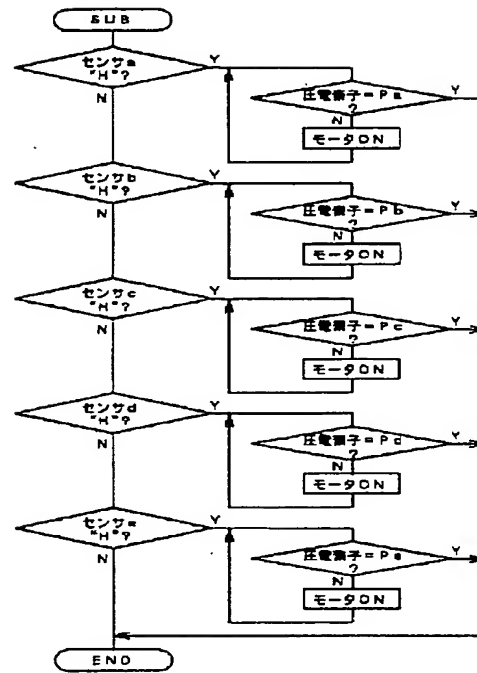 SUB
センサa
"H"?
Y
N
圧電素子=Pa
?
Y
N
モータON
センサb
"H"?
Y
N
圧電素子=Pb
?
Y
N
モータON
センサc
"H"?
Y
N
圧電素子=Pc
?
Y
N
モータON
センサd
"H"?
Y
N
圧電素子=Pd
?
Y
N
モータON
センサe
"H"?
Y
N
圧電素子=Pe
?
Y
N
モータON
END